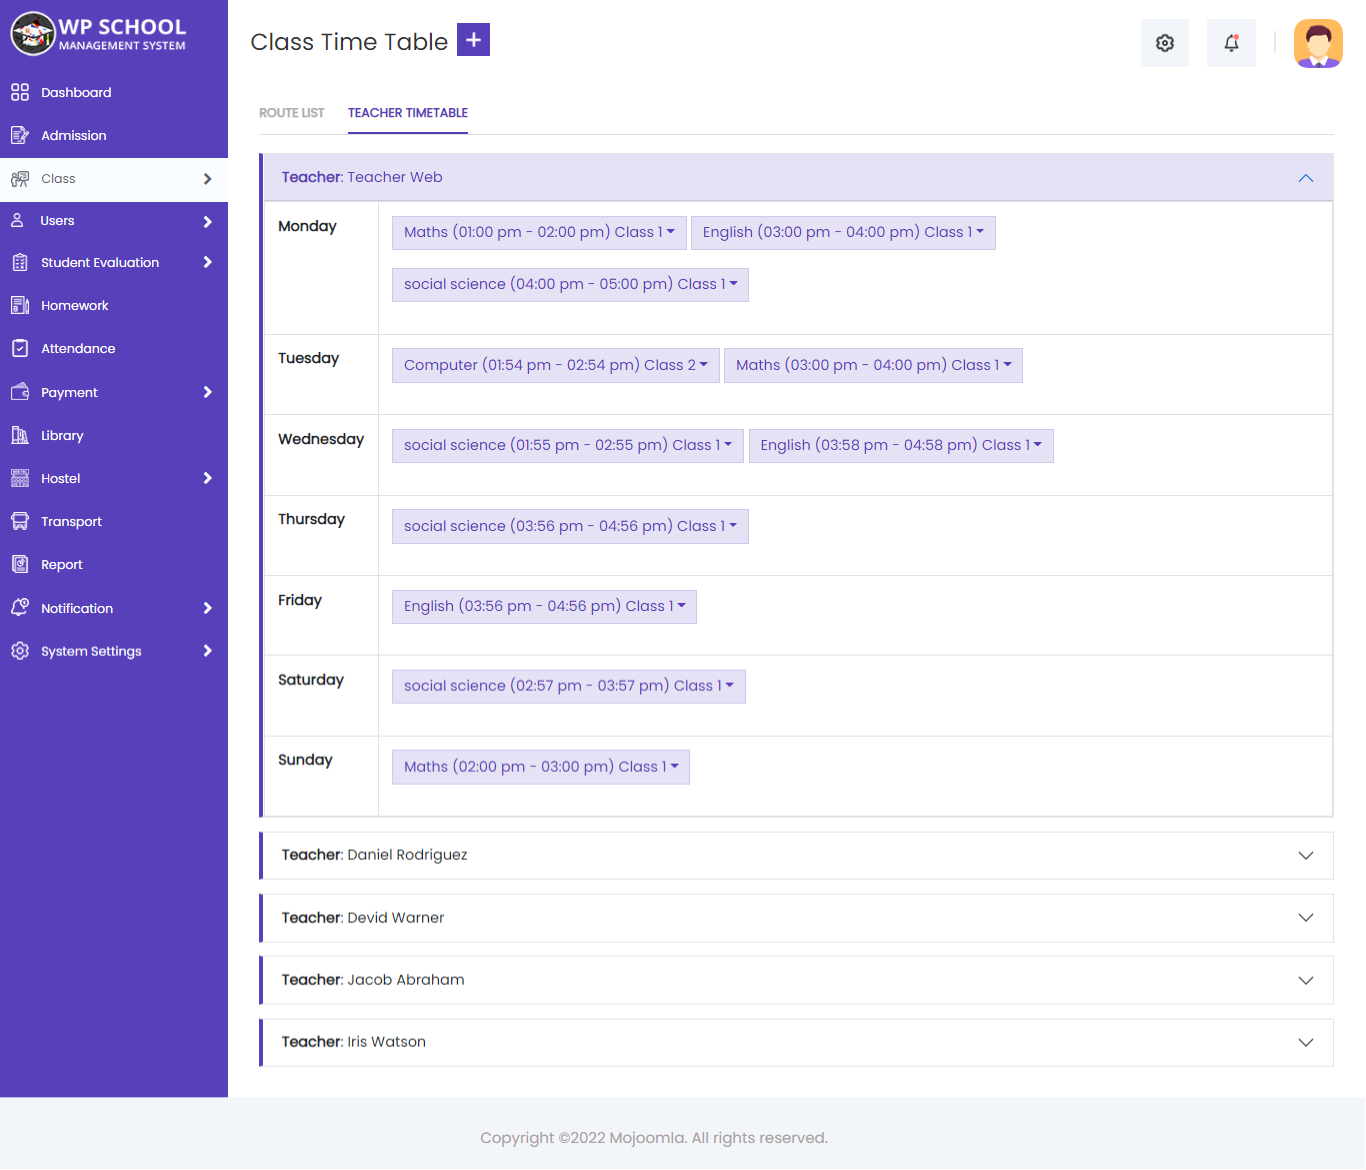 WP SCHOOL
MANAGEMENT SYSTEM
Dashboard
Admission
Class
Users
Student Evaluation
Homework
Attendance
Payment
Library
Hostel
Transport
Report
Notification
System Settings
Class Time Table +
ROUTE LIST TEACHER TIMETABLE
Teacher: Teacher Web
Monday Maths (01:00 pm - 02:00 pm) Class 1 English (03:00 pm - 04:00 pm) Class 1
social science (04:00 pm - 05:00 pm) Class 1
Tuesday Computer (01:54 pm - 02:54 pm) Class 2 Maths (03:00 pm - 04:00 pm) Class 1
Wednesday social science (01:55 pm - 02:55 pm) Class 1 English (03:58 pm - 04:58 pm) Class 1
Thursday social science (03:56 pm - 04:56 pm) Class 1
Friday English (03:56 pm - 04:56 pm) Class 1
Saturday social science (02:57 pm - 03:57 pm) Class 1
Sunday Maths (02:00 pm - 03:00 pm) Class 1
Teacher: Daniel Rodriguez
Teacher: Devid Warner
Teacher: Jacob Abraham
Teacher: Iris Watson
Copyright ©2022 Mojoomla. All rights reserved.